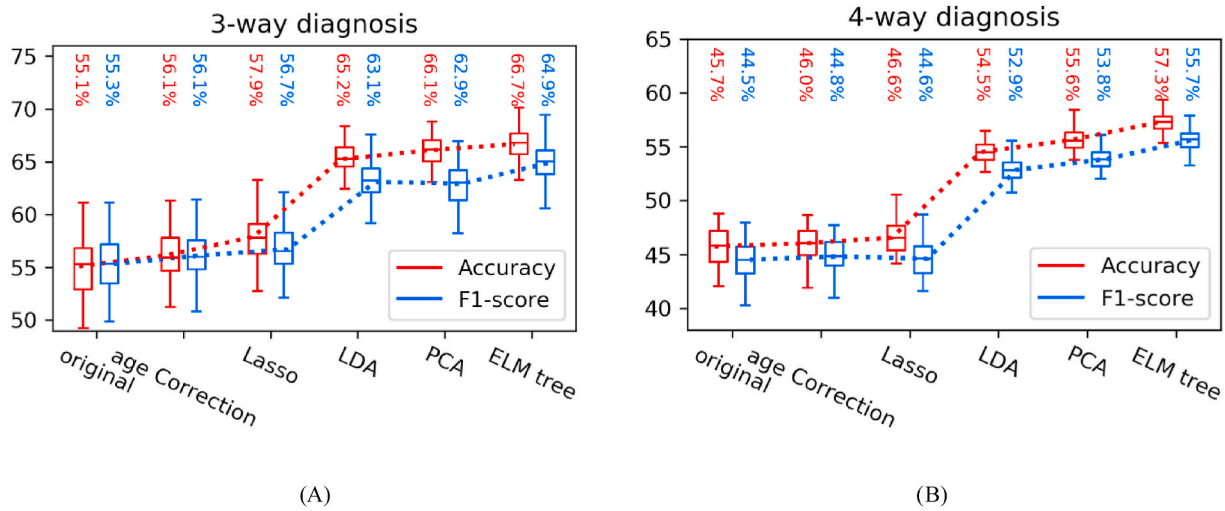 3-way diagnosis
75
70
65
60
55
50
55.1%
55.3%
56.1%
56.1%
57.9%
56.7%
65.2%
63.1%
66.1%
62.9%
66.7%
64.9%
Accuracy
F1-score
original
age Correction
Lasso
LDA
PCA
ELM tree
(A)
4-way diagnosis
65
60
55
50
45
40
45.7%
44.5%
46.0%
44.8%
46.6%
44.6%
54.5%
52.9%
55.6%
53.8%
57.3%
55.7%
Accuracy
F1-score
original
age Correction
Lasso
LDA
PCA
ELM tree
(B)